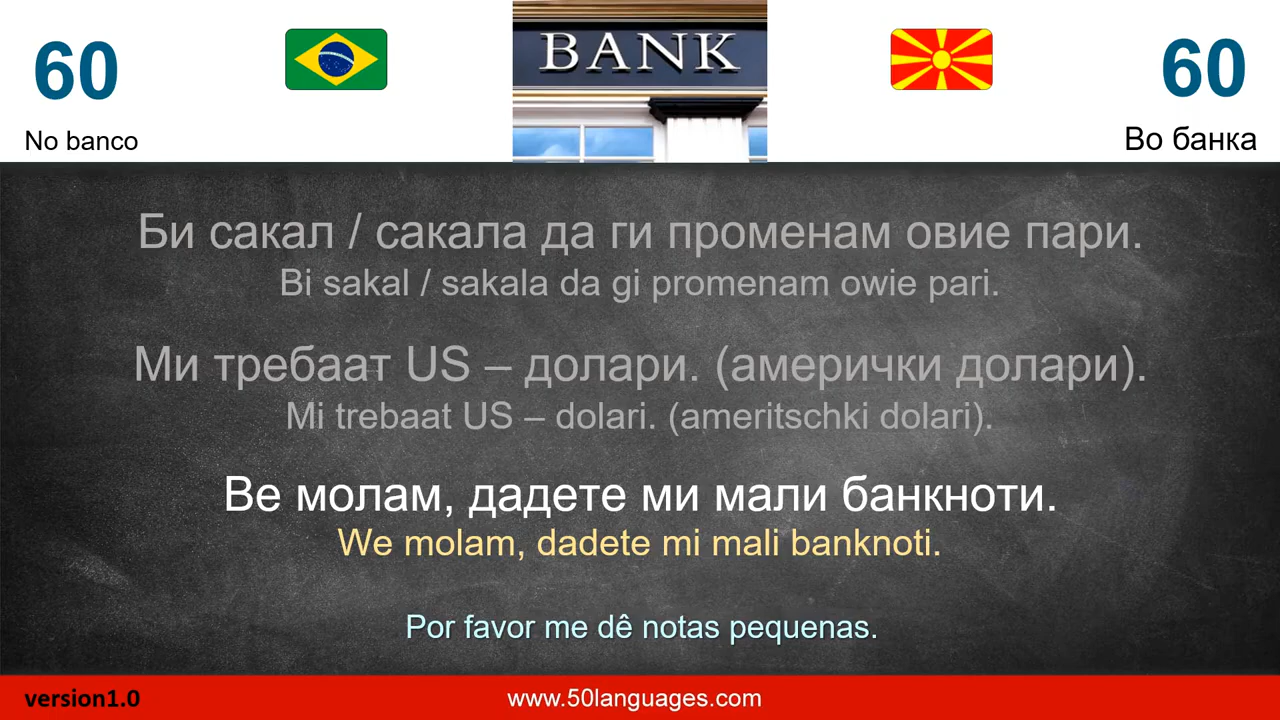 60
60
BANK
No banco
Во банка
Би сакал / сакала да ги променам овие пари.
Bi sakal / sakala da gi promenam owie pari.
Ми требаат US – долари. (амерички долари).
Mi trebaat US – dolari. (ameritschki dolari).
Ве молам, дадете ми мали банкноти.
We molam, dadete mi mali banknoti.
Por favor me dê notas pequenas.
version1.0
www.50languages.com